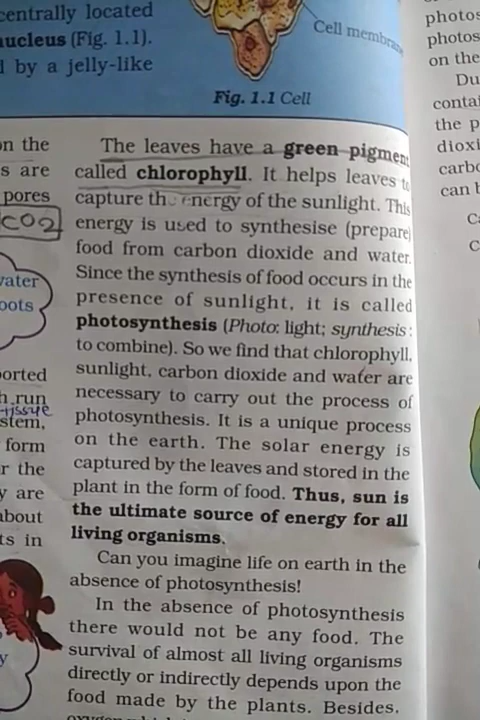 centrally located
nucleus (Fig. 1.1).
by a jelly-like
Cell membrane
Fig. 1.1 Cell
on the
s are
pores
CO2
water
roots
run
tissue
form
r the
y are
about
ts in
y
The leaves have a green pigment
called chlorophyll. It helps leaves to
capture the energy of the sunlight. This
energy is used to synthesise (prepare)
food from carbon dioxide and water.
Since the synthesis of food occurs in the
presence of sunlight, it is called
photosynthesis (Photo: light; synthesis :
to combine). So we find that chlorophyll,
sunlight, carbon dioxide and water are
necessary to carry out the process of
photosynthesis. It is a unique process
on the earth. The solar energy is
captured by the leaves and stored in the
plant in the form of food. Thus, sun is
the ultimate source of energy for all
living organisms.
Can you imagine life on earth in the
absence of photosynthesis!
In the absence of photosynthesis
there would not be any food. The
survival of almost all living organisms
directly or indirectly depends upon the
food made by the plants. Besides,
photos
photos
on the
Du
contai
the p
dioxi
carbo
can b